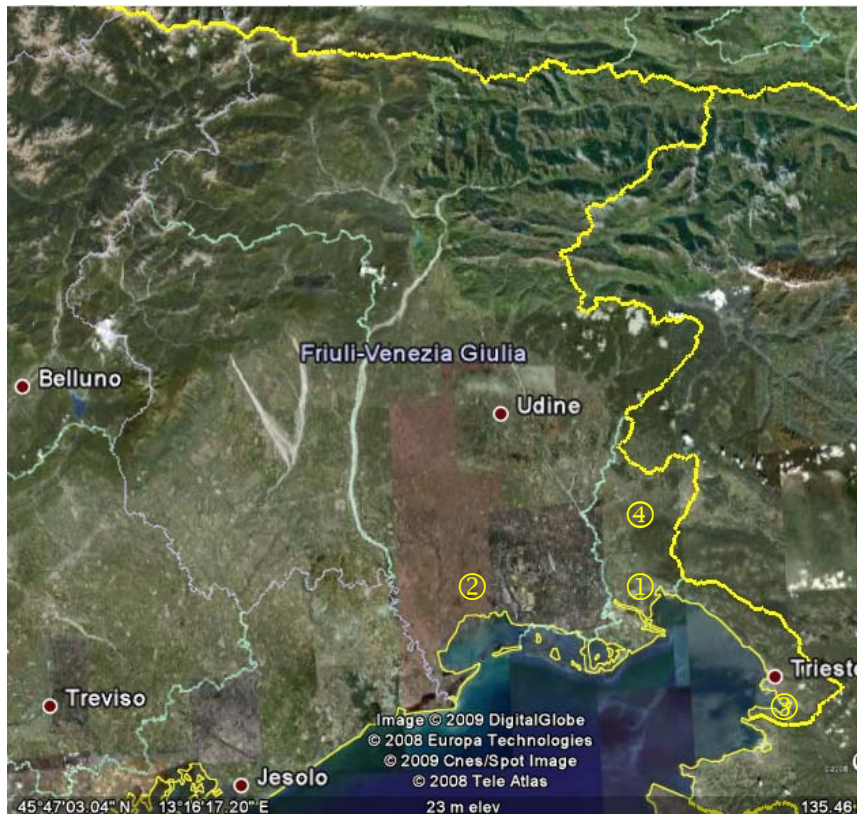 Friuli-Venezia Giulia
Belluno
Udine
④
② ①
Trieste
Treviso
③
Image © 2009 DigitalGlobe
© 2008 Europa Technologies
© 2009 Cnes/Spot Image
© 2008 Tele Atlas
©2008
Jesolo
45°47'03.04" N 13°16'17.20" E 23 m elev 135.46